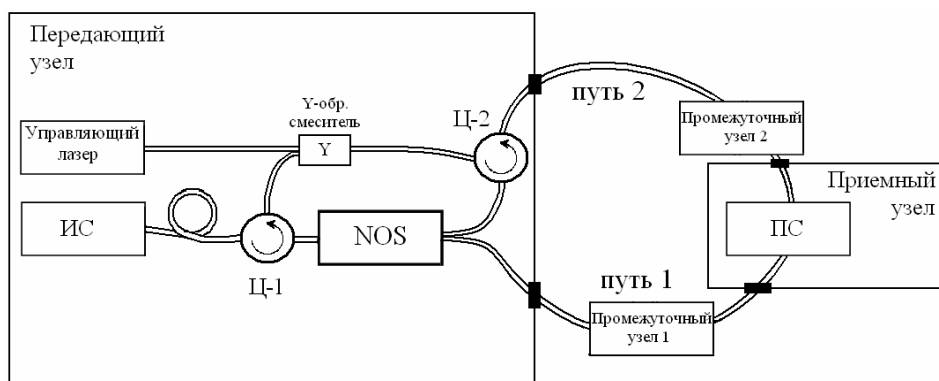 Передающий
узел
Y-обр.
смеситель
Ц-2
путь 2
Промежуточный
узел 2
Управляющий
лазер
Y
Приемный
узел
ИС
NOS
ПС
Ц-1
путь 1
Промежуточный
узел 1